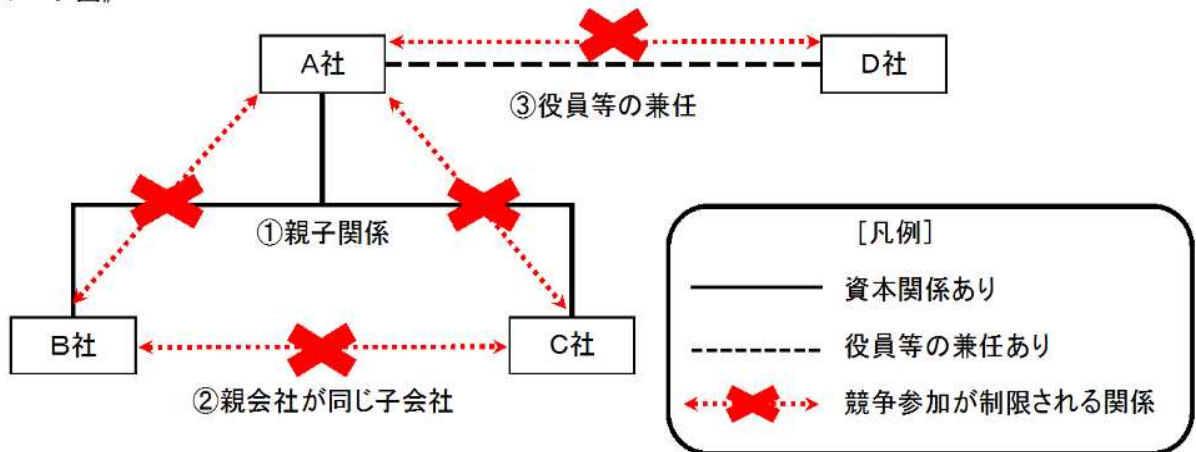 A社
D社
③役員等の兼任
①親子関係
B社
C社
②親会社が同じ子会社
[凡例]
資本関係あり
役員等の兼任あり
競争参加が制限される関係